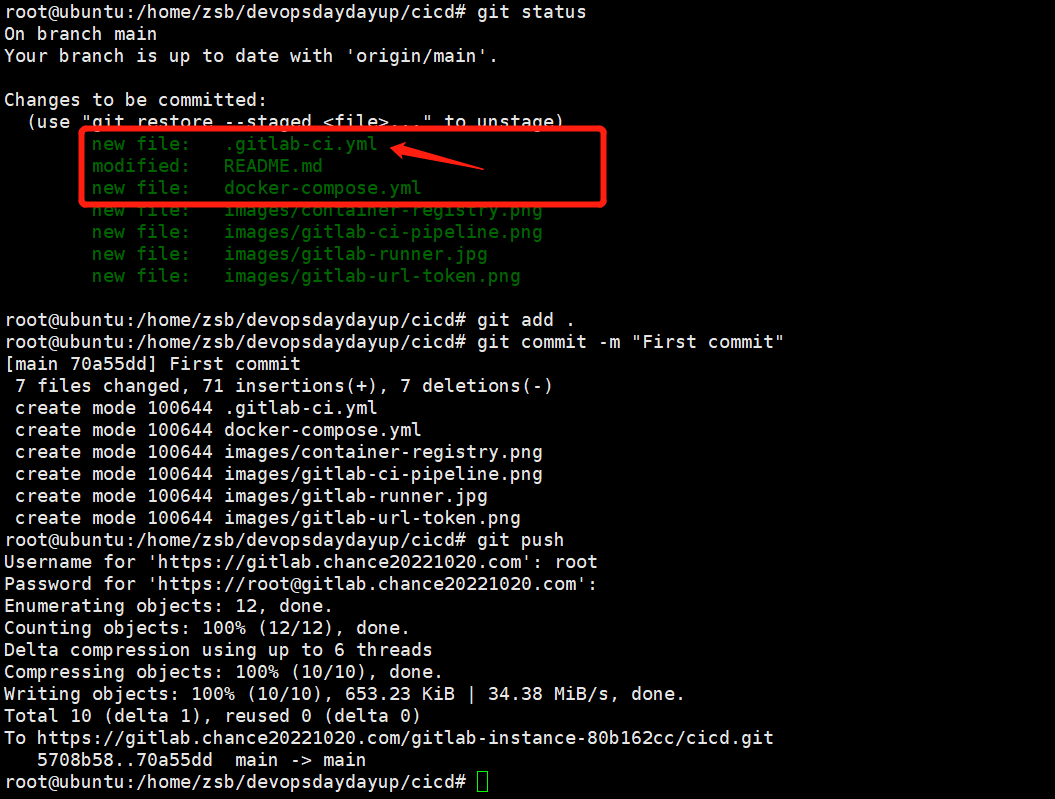 root@ubuntu:/home/zsb/devopsdaydayup/cicd# git status
On branch main
Your branch is up to date with 'origin/main'.
Changes to be committed:
  (use "git restore --staged <file>..." to unstage)
        new file:   .gitlab-ci.yml
        modified:   README.md
        new file:   docker-compose.yml
        new file:   images/container-registry.png
        new file:   images/gitlab-ci-pipeline.png
        new file:   images/gitlab-runner.jpg
        new file:   images/gitlab-url-token.png
root@ubuntu:/home/zsb/devopsdaydayup/cicd# git add .
root@ubuntu:/home/zsb/devopsdaydayup/cicd# git commit -m "First commit"
[main 70a55dd] First commit
 7 files changed, 71 insertions(+), 7 deletions(-)
 create mode 100644 .gitlab-ci.yml
 create mode 100644 docker-compose.yml
 create mode 100644 images/container-registry.png
 create mode 100644 images/gitlab-ci-pipeline.png
 create mode 100644 images/gitlab-runner.jpg
 create mode 100644 images/gitlab-url-token.png
root@ubuntu:/home/zsb/devopsdaydayup/cicd# git push
Username for 'https://gitlab.chance20221020.com': root
Password for 'https://root@gitlab.chance20221020.com':
Enumerating objects: 12, done.
Counting objects: 100% (12/12), done.
Delta compression using up to 6 threads
Compressing objects: 100% (10/10), done.
Writing objects: 100% (10/10), 653.23 KiB | 34.38 MiB/s, done.
Total 10 (delta 1), reused 0 (delta 0)
To https://gitlab.chance20221020.com/gitlab-instance-80b162cc/cicd.git
   5708b58..70a55dd  main -> main
root@ubuntu:/home/zsb/devopsdaydayup/cicd#